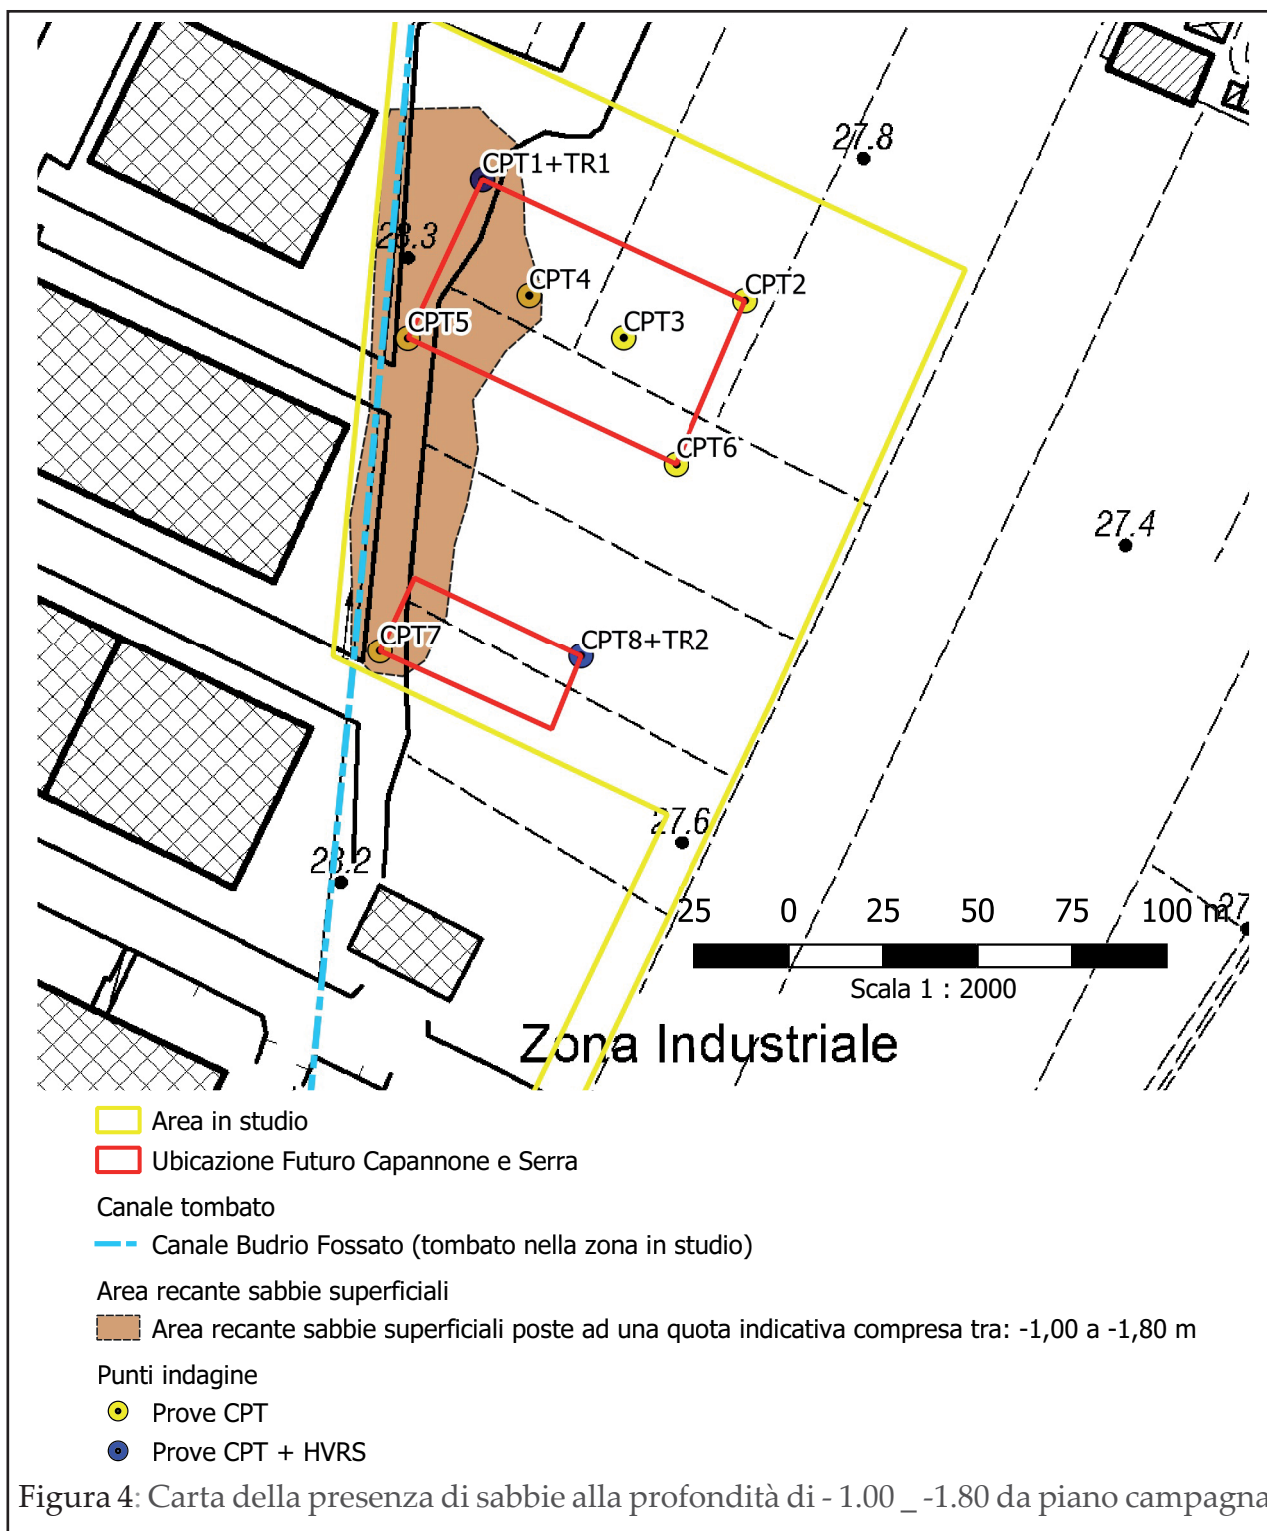 27.8
CPT1+TR1
28.3
CPT4
CPT2
CPT5
CPT3
CPT6
27.4
CPT7
CPT8+TR2
27.6
28.2
25 0 25 50 75 100 m
27
Scala 1 : 2000
Zona Industriale
Area in studio
Ubicazione Futuro Capannone e Serra
Canale tombato
Canale Budrio Fossato (tombato nella zona in studio)
Area recante sabbie superficiali
Area recante sabbie superficiali poste ad una quota indicativa compresa tra: -1,00 a -1,80 m
Punti indagine
Prove CPT
Prove CPT + HVRS
Figura 4: Carta della presenza di sabbie alla profondità di - 1.00 _ -1.80 da piano campagna